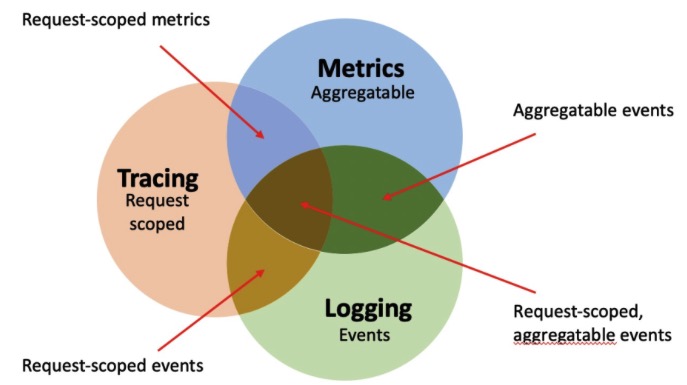 Request-scoped metrics
Metrics
Aggregatable
Aggregatable events
Tracing
Request
scoped
Logging
Events
Request-scoped,
aggregatable events
Request-scoped events